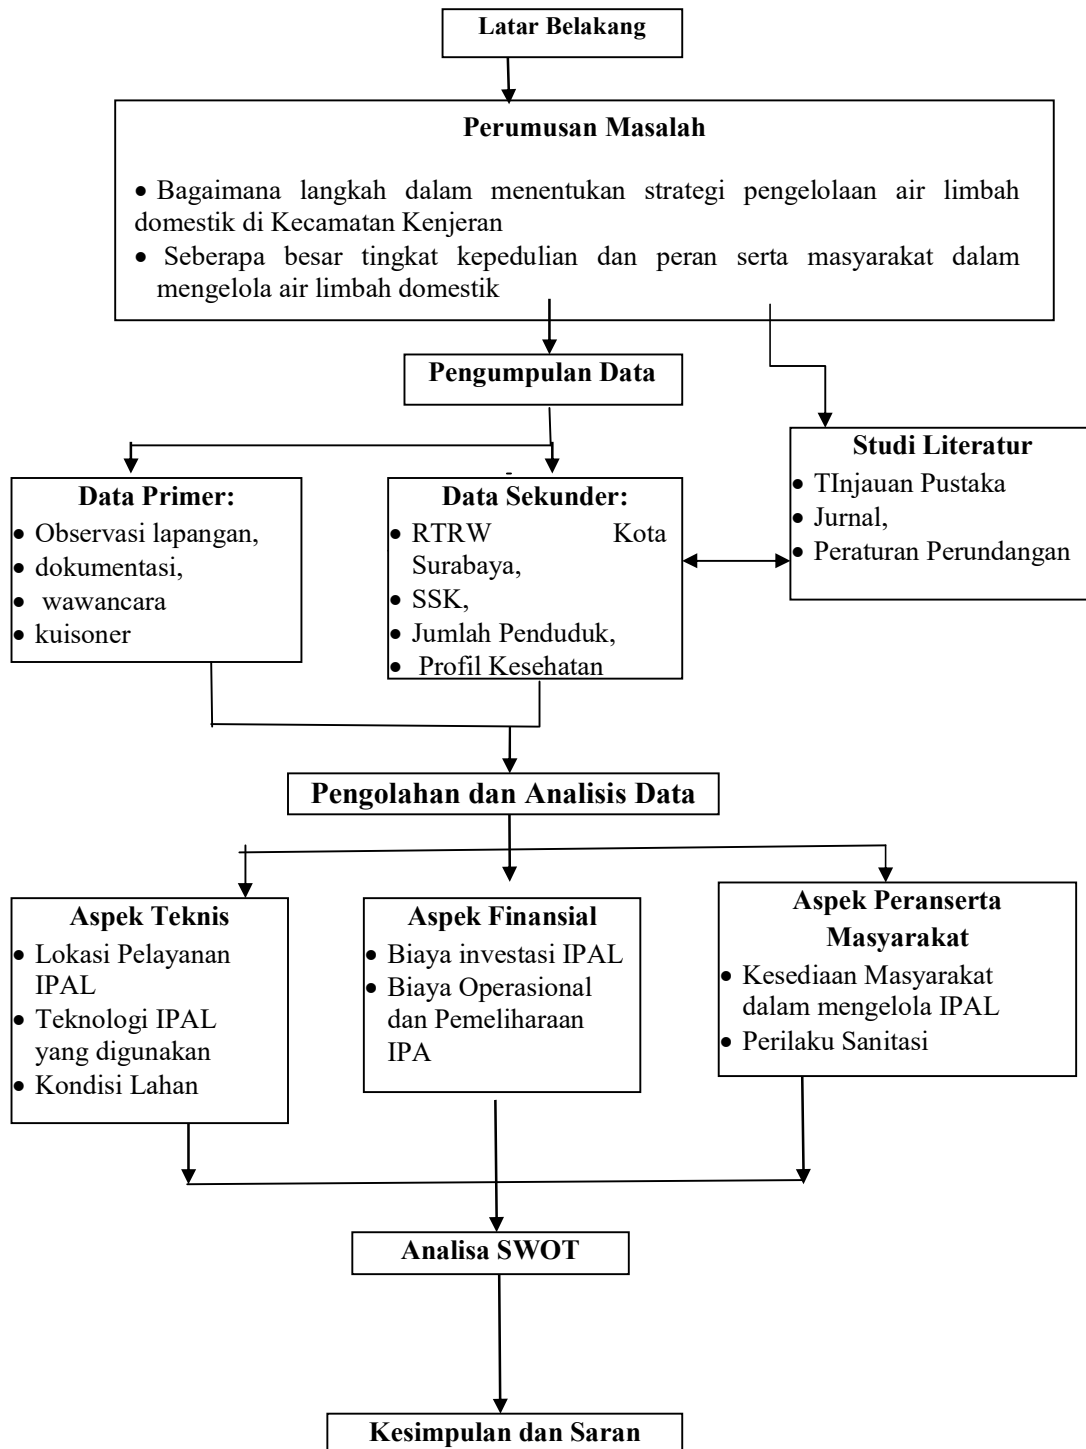 Latar Belakang
Perumusan Masalah
• Bagaimana langkah dalam menentukan strategi pengelolaan air limbah
domestik di Kecamatan Kenjeran
• Seberapa besar tingkat kepedulian dan peran serta masyarakat dalam
mengelola air limbah domestik
Pengumpulan Data
Studi Literatur
• TInjauan Pustaka
• Jurnal,
• Peraturan Perundangan
Data Primer:
• Observasi lapangan,
• dokumentasi,
• wawancara
• kuisoner
Data Sekunder:
• RTRW Kota
Surabaya,
• SSK,
• Jumlah Penduduk,
• Profil Kesehatan
Pengolahan dan Analisis Data
Aspek Teknis
• Lokasi Pelayanan
IPAL
• Teknologi IPAL
yang digunakan
• Kondisi Lahan
Aspek Finansial
• Biaya investasi IPAL
• Biaya Operasional
dan Pemeliharaan
IPA
Aspek Peranserta
Masyarakat
• Kesediaan Masyarakat
dalam mengelola IPAL
• Perilaku Sanitasi
Analisa SWOT
Kesimpulan dan Saran